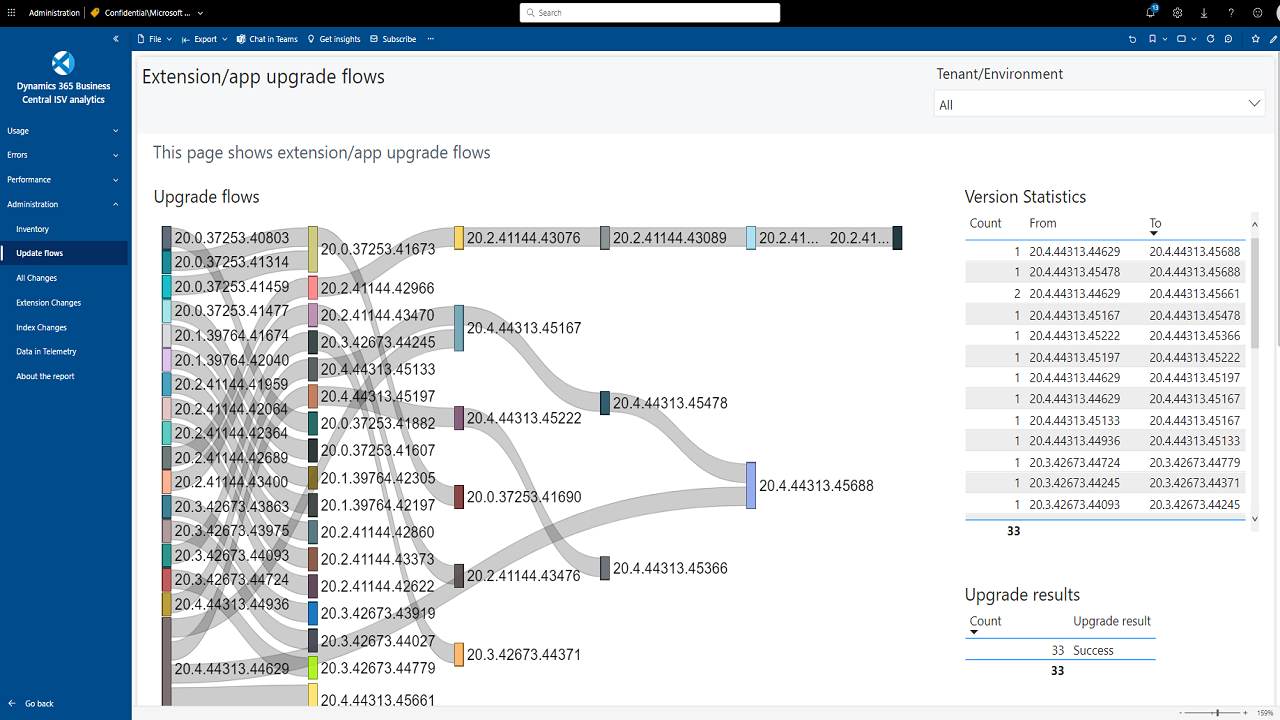 Administration
Confidential\Microsoft ...
Search
13
?
File
Export
Chat in Teams
Get insights
Subscribe
...
Dynamics 365 Business
Central ISV analytics
Usage
Errors
Performance
Administration
Inventory
Update flows
All Changes
Extension Changes
Index Changes
Data in Telemetry
About the report
Go back
Extension/app upgrade flows
Tenant/Environment
All
This page shows extension/app upgrade flows
Upgrade flows
20.0.37253.40803
20.0.37253.41314
20.0.37253.41459
20.0.37253.41477
20.1.39764.41674
20.1.39764.42040
20.2.41144.41959
20.2.41144.42064
20.2.41144.42364
20.2.41144.42689
20.2.41144.43400
20.3.42673.43863
20.3.42673.43975
20.3.42673.44093
20.3.42673.44724
20.4.44313.44936
20.4.44313.44629
20.0.37253.41673
20.2.41144.42966
20.2.41144.43470
20.3.42673.44245
20.4.44313.45133
20.4.44313.45197
20.0.37253.41882
20.0.37253.41607
20.1.39764.42305
20.1.39764.42197
20.2.41144.42860
20.2.41144.43373
20.2.41144.42622
20.3.42673.43919
20.3.42673.44027
20.3.42673.44779
20.4.44313.45661
20.2.41144.43076
20.4.44313.45167
20.4.44313.45222
20.0.37253.41690
20.2.41144.43476
20.3.42673.44371
20.2.41144.43089
20.4.44313.45478
20.4.44313.45366
20.2.41...
20.4.44313.45688
20.2.41...
Version Statistics
Count From To
1 20.4.44313.44629 20.4.44313.45688
1 20.4.44313.45478 20.4.44313.45688
2 20.4.44313.44629 20.4.44313.45661
1 20.4.44313.45167 20.4.44313.45478
1 20.4.44313.45222 20.4.44313.45366
1 20.4.44313.45197 20.4.44313.45222
1 20.4.44313.44629 20.4.44313.45197
1 20.4.44313.44629 20.4.44313.45167
1 20.4.44313.45133 20.4.44313.45167
1 20.4.44313.44936 20.4.44313.45133
1 20.3.42673.44724 20.3.42673.44779
1 20.3.42673.44245 20.3.42673.44371
1 20.3.42673.44093 20.3.42673.44245
33
Upgrade results
Count Upgrade result
33 Success
33
- + 159%